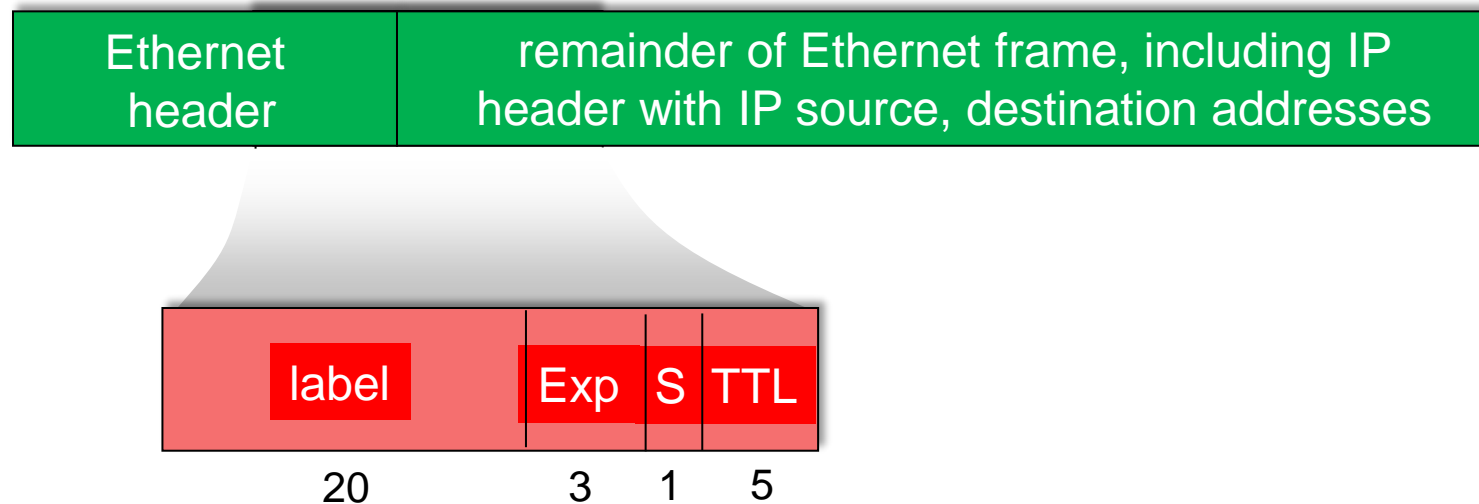 Ethernet
header
remainder of Ethernet frame, including IP
header with IP source, destination addresses
label Exp S TTL
20 3 1 5